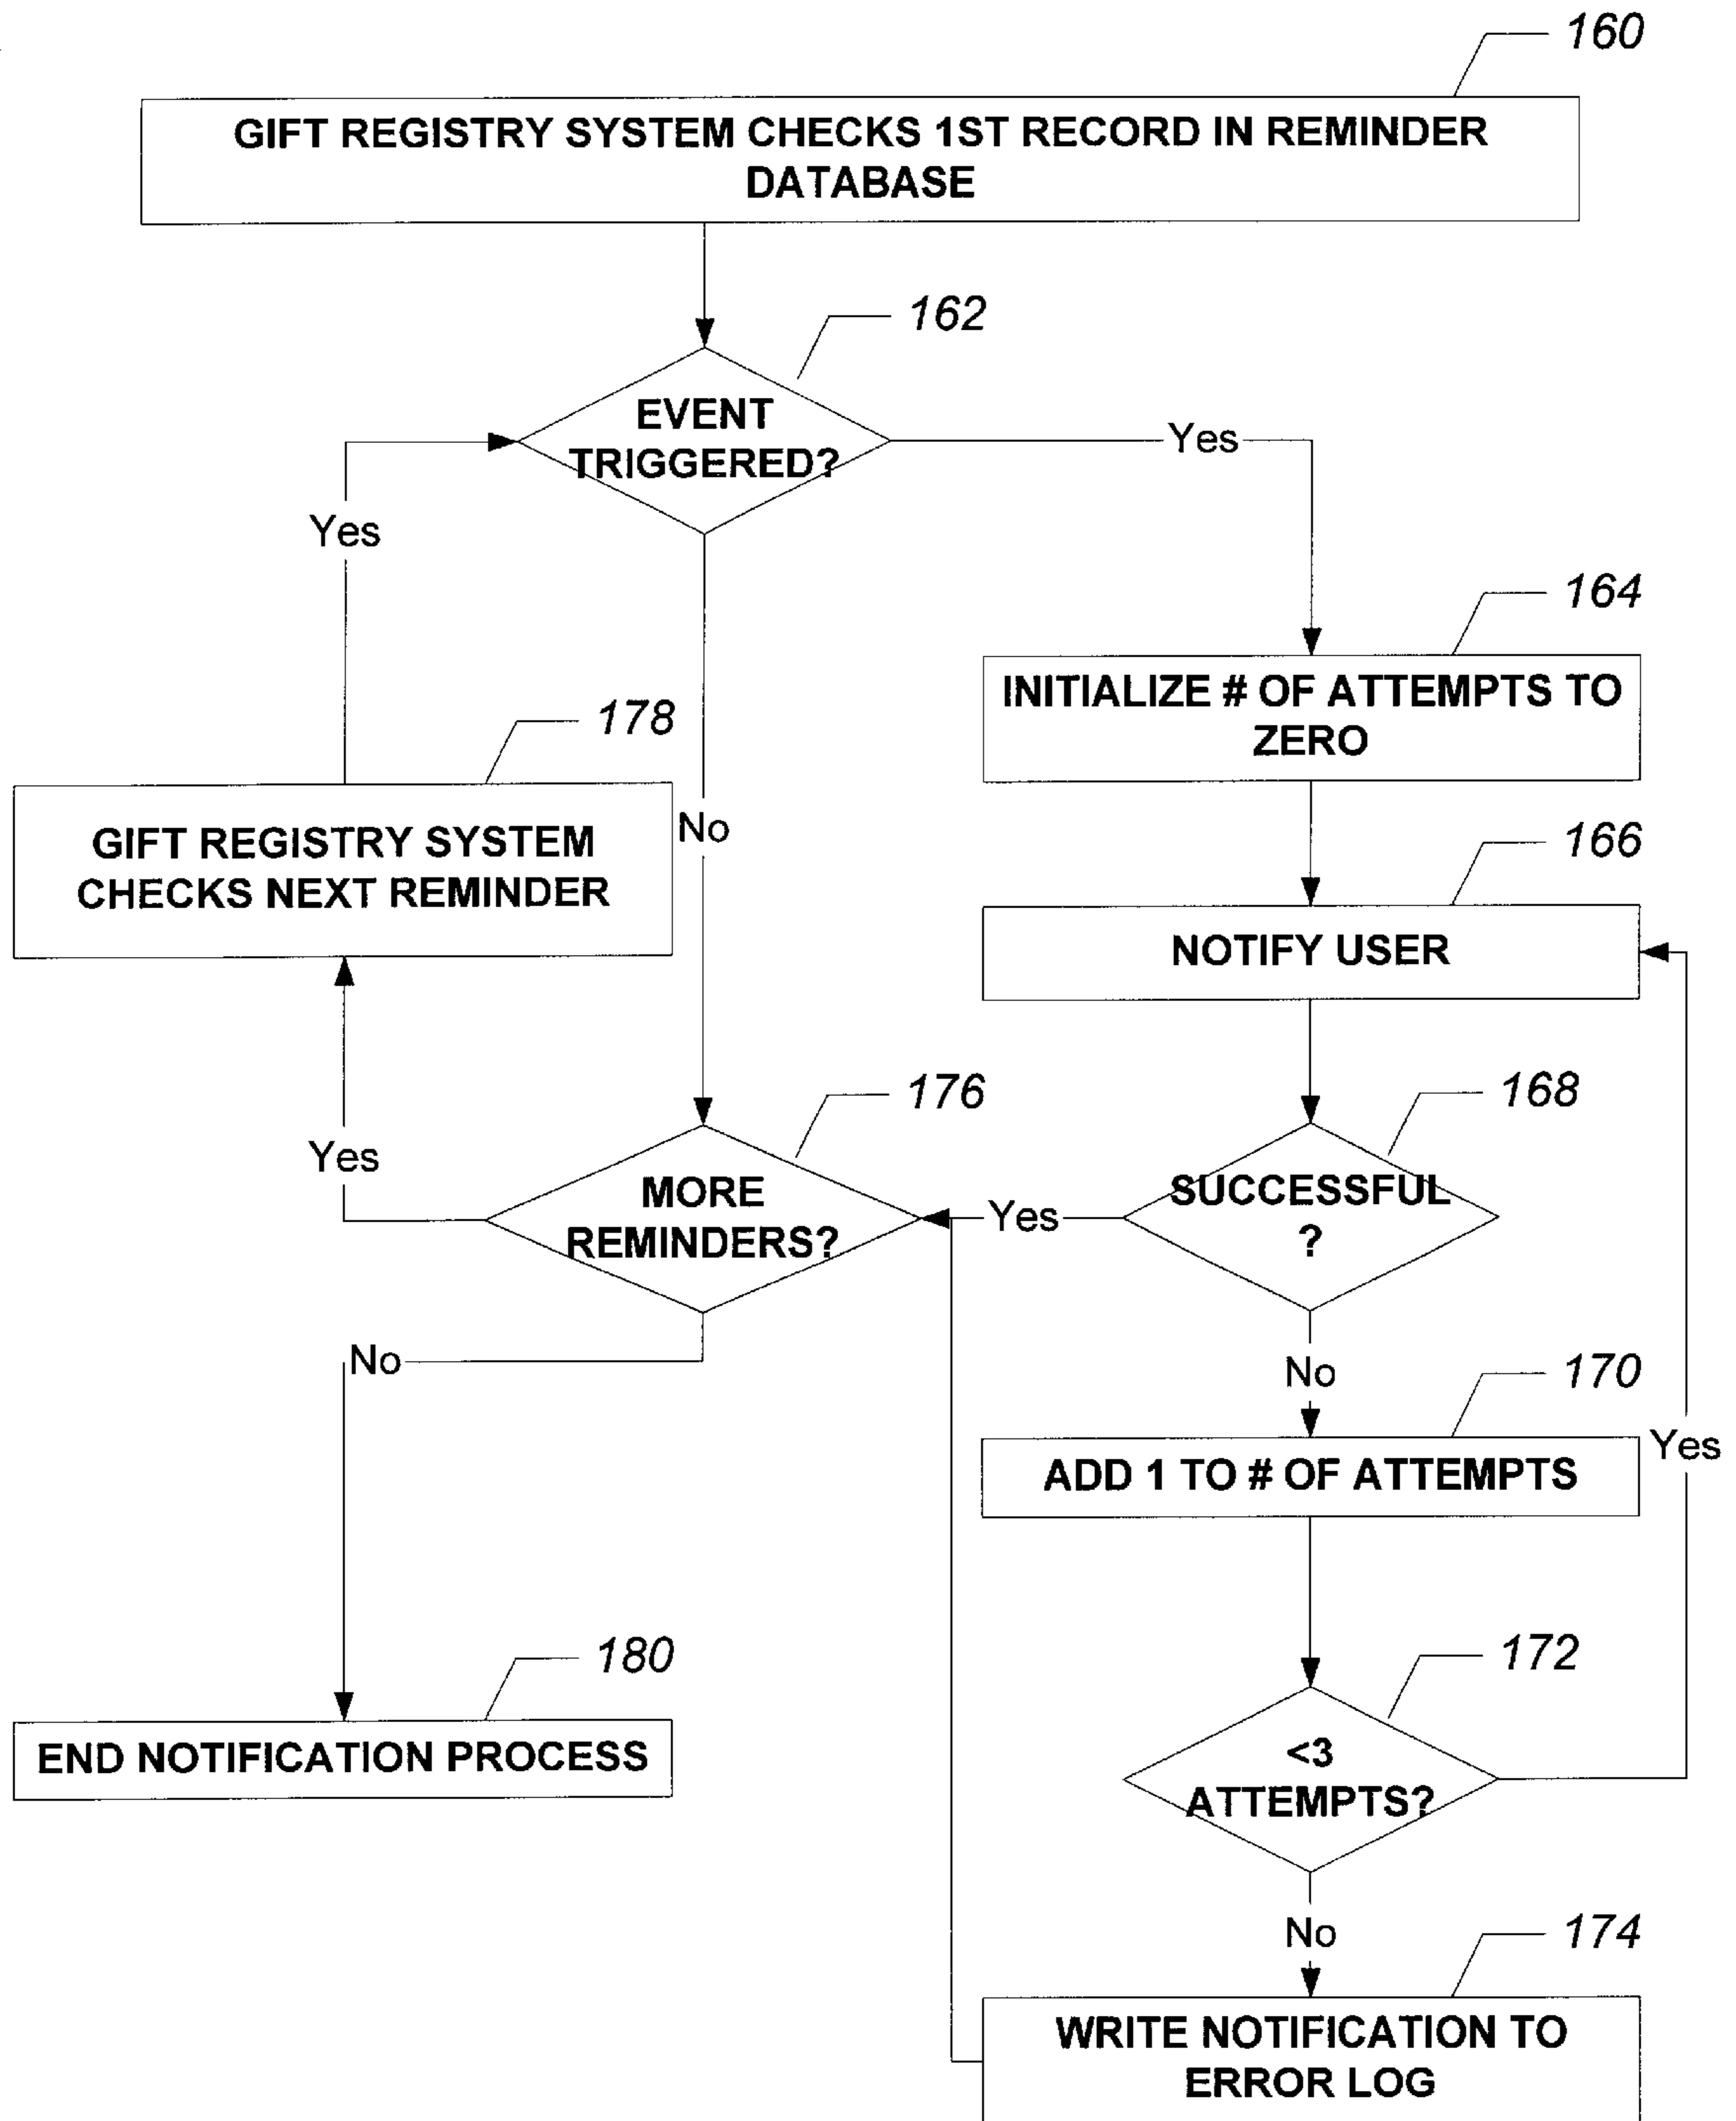 160
GIFT REGISTRY SYSTEM CHECKS 1ST RECORD IN REMINDER
DATABASE
162
EVENT
TRIGGERED?
Yes
Yes
164
INITIALIZE # OF ATTEMPTS TO
ZERO
178
GIFT REGISTRY SYSTEM
CHECKS NEXT REMINDER
No
166
NOTIFY USER
176
MORE
REMINDERS?
Yes
168
SUCCESSFUL
?
Yes
No
No
170
ADD 1 TO # OF ATTEMPTS
Yes
180
END NOTIFICATION PROCESS
172
<3
ATTEMPTS?
No
174
WRITE NOTIFICATION TO
ERROR LOG